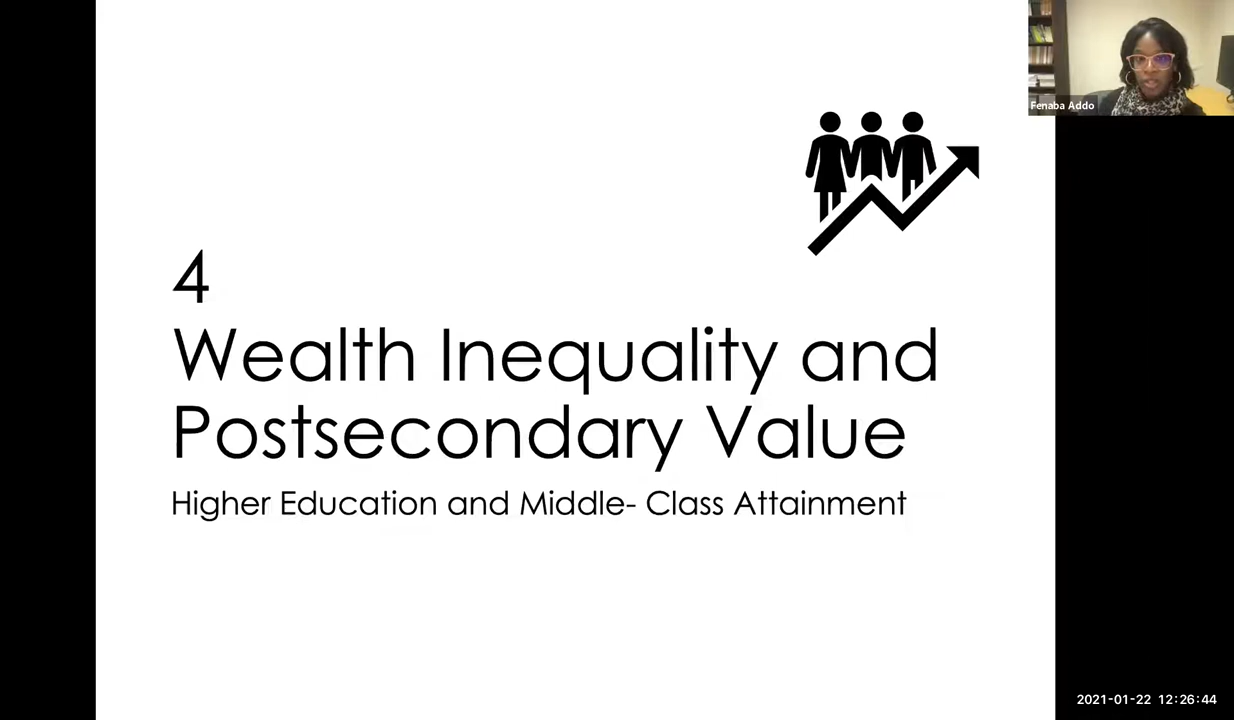 Fenaba Addo
4
Wealth Inequality and
Postsecondary Value
Higher Education and Middle- Class Attainment
2021-01-22 12:26:44